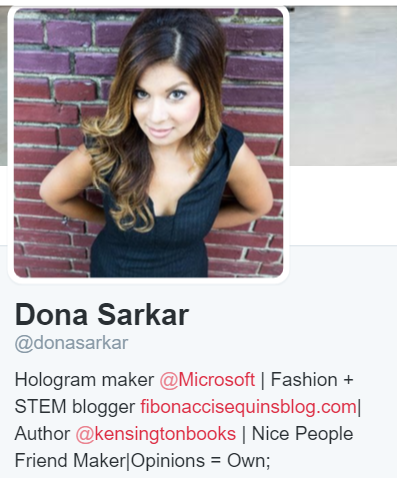 Dona Sarkar
@donasarkar
Hologram maker @Microsoft | Fashion +
STEM blogger fibonaccisequinsblog.com|
Author @kensingtonbooks | Nice People
Friend Maker|Opinions = Own;